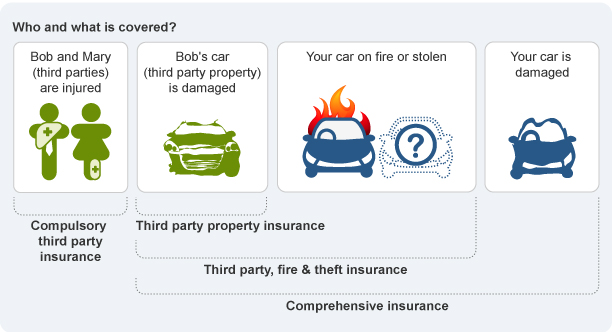 Who and what is covered?
Bob and Mary
(third parties)
are injured
Bob's car
(third party property)
is damaged
Your car on fire or stolen
Your car is
damaged
?
Compulsory
third party
insurance
Third party property insurance
Third party, fire & theft insurance
Comprehensive insurance